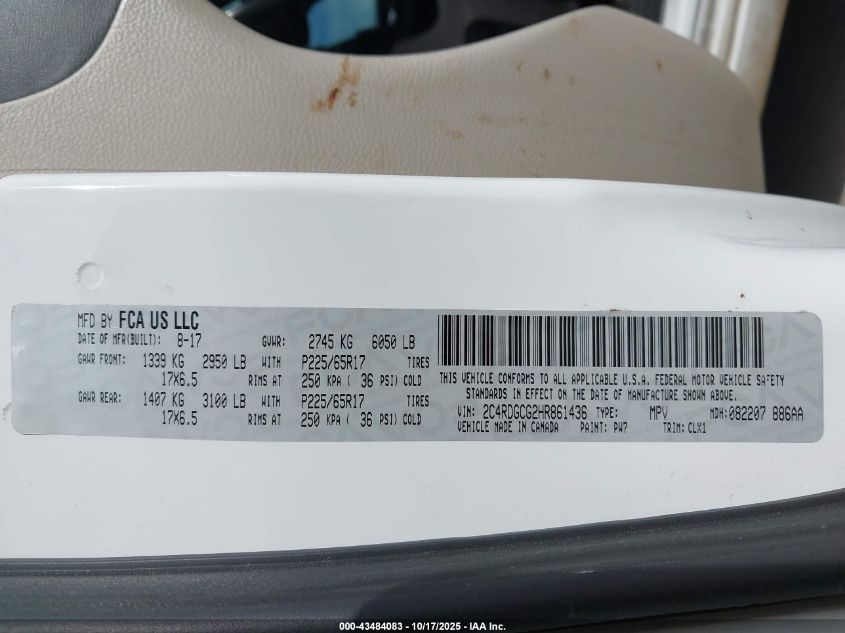 MFD BY FCA US LLC
DATE OF MFR(BUILT): 8-17 GVWR: 2745 KG 6050 LB
GAWR FRONT: 1339 KG 2950 LB WITH P225/65R17 TIRES
17X6.5 RIMS AT 250 KPA ( 36 PSI) COLD
GAWR REAR: 1407 KG 3100 LB WITH P225/65R17 TIRES
17X6.5 RIMS AT 250 KPA ( 36 PSI) COLD
THIS VEHICLE CONFORMS TO ALL APPLICABLE U.S.A. FEDERAL MOTOR VEHICLE SAFETY
STANDARDS IN EFFECT ON THE DATE OF MANUFACTURE SHOWN ABOVE.
VIN: 2C4RDGCG2HR861436 TYPE: MPV MDH: 082207 886AA
VEHICLE MADE IN CANADA PAINT: PW7 TRIM: CLX1
000-43484083 - 10/17/2025 - IAA Inc.